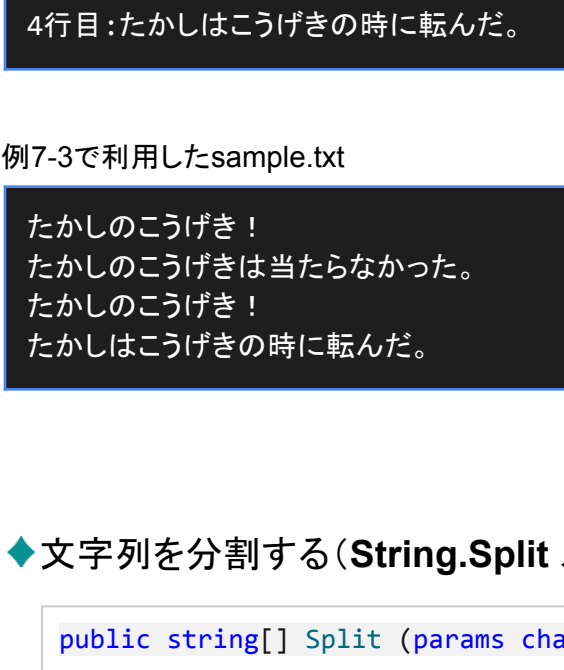 4行目:たかしはこうげきの時に転んだ。
例7-3で利用したsample.txt
たかしのこうげき！
たかしのこうげきは当たらなかった。
たかしのこうげき！
たかしはこうげきの時に転んだ。
◆文字列を分割する（String.Split
public string[] Split (params cha